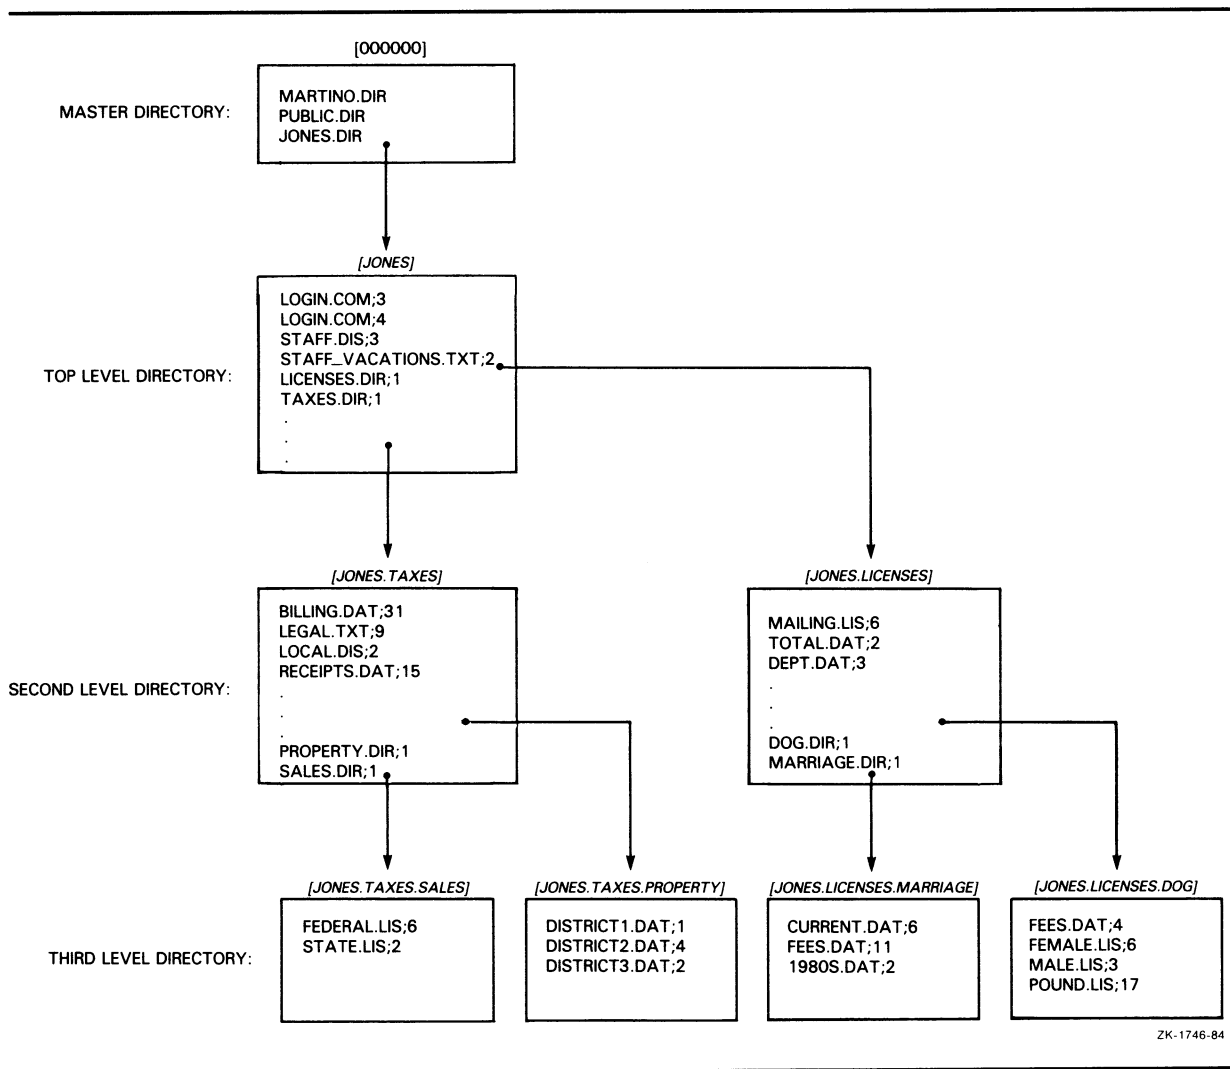 [000000]
MASTER DIRECTORY:
MARTINO.DIR
PUBLIC.DIR
JONES.DIR
[JONES]
TOP LEVEL DIRECTORY:
LOGIN.COM;3
LOGIN.COM;4
STAFF.DIS;3
STAFF_VACATIONS.TXT;2
LICENSES.DIR;1
TAXES.DIR;1
.
.
.
[JONES.TAXES]
SECOND LEVEL DIRECTORY:
BILLING.DAT;31
LEGAL.TXT;9
LOCAL.DIS;2
RECEIPTS.DAT;15
.
.
.
PROPERTY.DIR;1
SALES.DIR;1
[JONES.LICENSES]
MAILING.LIS;6
TOTAL.DAT;2
DEPT.DAT;3
.
.
.
DOG.DIR;1
MARRIAGE.DIR;1
THIRD LEVEL DIRECTORY:
[JONES.TAXES.SALES]
FEDERAL.LIS;6
STATE.LIS;2
[JONES.TAXES.PROPERTY]
DISTRICT1.DAT;1
DISTRICT2.DAT;4
DISTRICT3.DAT;2
[JONES.LICENSES.MARRIAGE]
CURRENT.DAT;6
FEES.DAT;11
1980S.DAT;2
[JONES.LICENSES.DOG]
FEES.DAT;4
FEMALE.LIS;6
MALE.LIS;3
POUND.LIS;17
ZK-1746-84